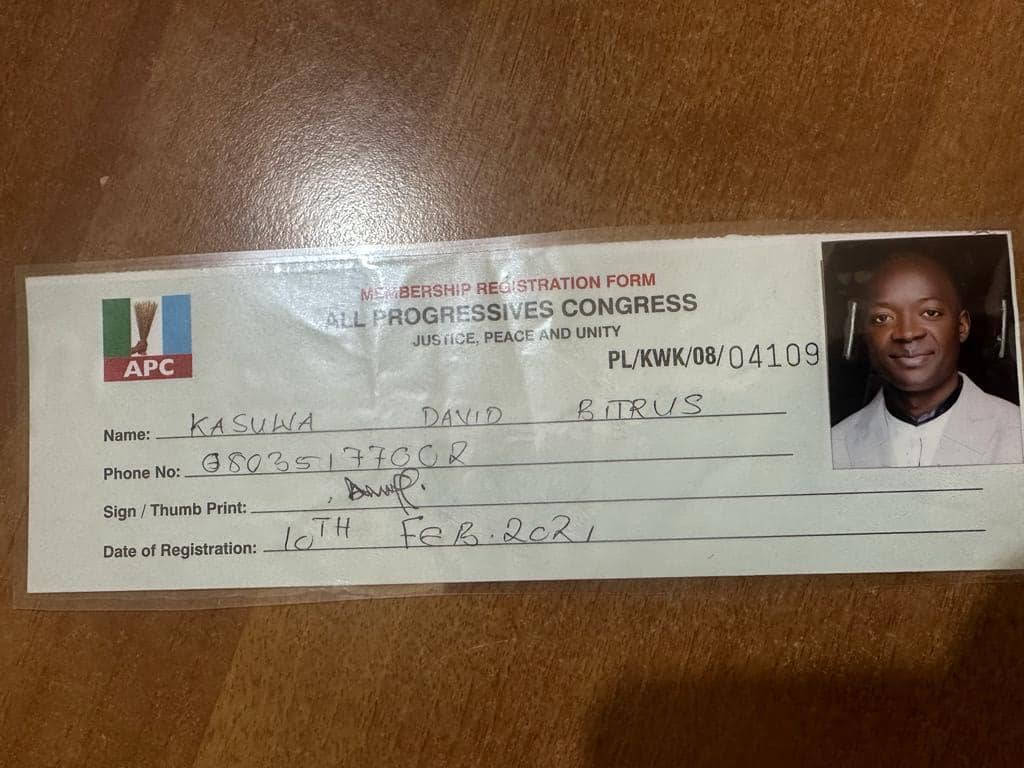 MEMBERSHIP REGISTRATION FORM
ALL PROGRESSIVES CONGRESS
JUSTICE, PEACE AND UNITY
APC
PL/KWK/08/04109
Name: KASUWA DAVID BITRUS
Phone No: 08035177002
Sign / Thumb Print:
Date of Registration: 10TH FEB. 2021